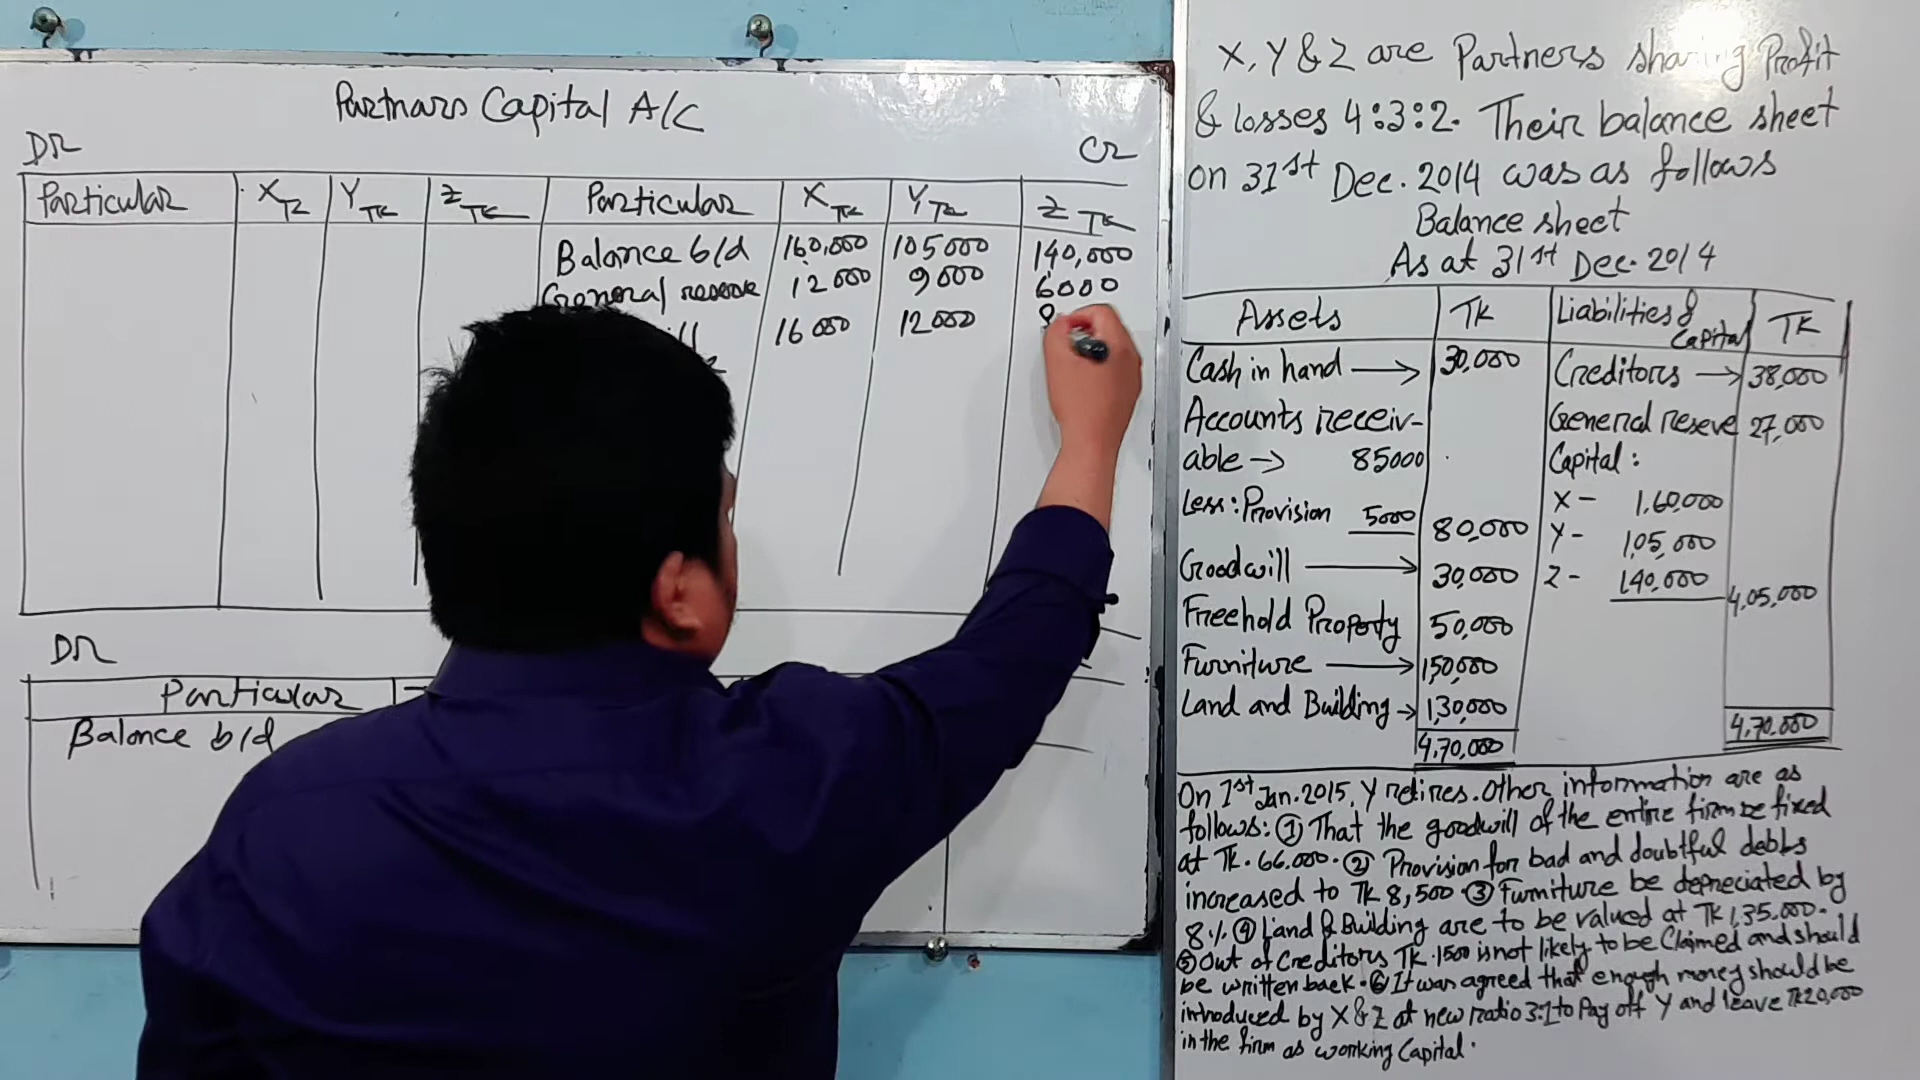 Partnars Capital A/C
DR
Cr
Particular X TK Y TK Z TK Particular X TK Y TK Z TK
Balance b/d 160,000 105000 140,000
General reserve 12000 9000 6000
16000 12000 8
DR
Particular
Balance b/d
X, Y & Z are Partners sharing Profit
& losses 4:3:2. Their balance sheet
on 31st Dec. 2014 was as follows
Balance sheet
As at 31st Dec. 2014
Assets TK Liabilities & Capital TK
Cash in hand → 30,000 Creditors → 38,000
Accounts receiv- General reseve 27,000
able → 85000 Capital:
Less: Provision 5000 80,000 X - 1,60,000
Y - 1,05,000
Goodwill → 30,000 Z - 140,000 4,05,000
Freehold Property 50,000
Furniture → 1,50,000
Land and Building → 1,30,000
4,70,000 4,70,000
On 1st Jan. 2015, Y retires. Other information are as
follows: ① That the goodwill of the entire firm be fixed
at TK. 66.000. ② Provision for bad and doubtful debbs
increased to TK 8,500 ③ Furniture be depreciated by
8% ④ Land & Building are to be valued at TK 1,35.000.
⑤ Out of Creditors TK. 1500 is not likely to be Claimed and should
be written back. ⑥ It was agreed that enough money should be
introduced by X & Z at new ratio 3:1 to Pay off Y and leave TK 20,000
in the firm as working Capital.